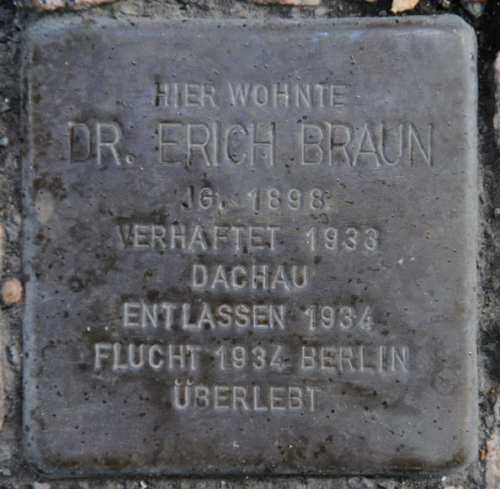 HIER WOHNTE
DR. ERICH BRAUN
JG. 1898
VERHAFTET 1933
DACHAU
ENTLASSEN 1934
FLUCHT 1934 BERLIN
ÜBERLEBT